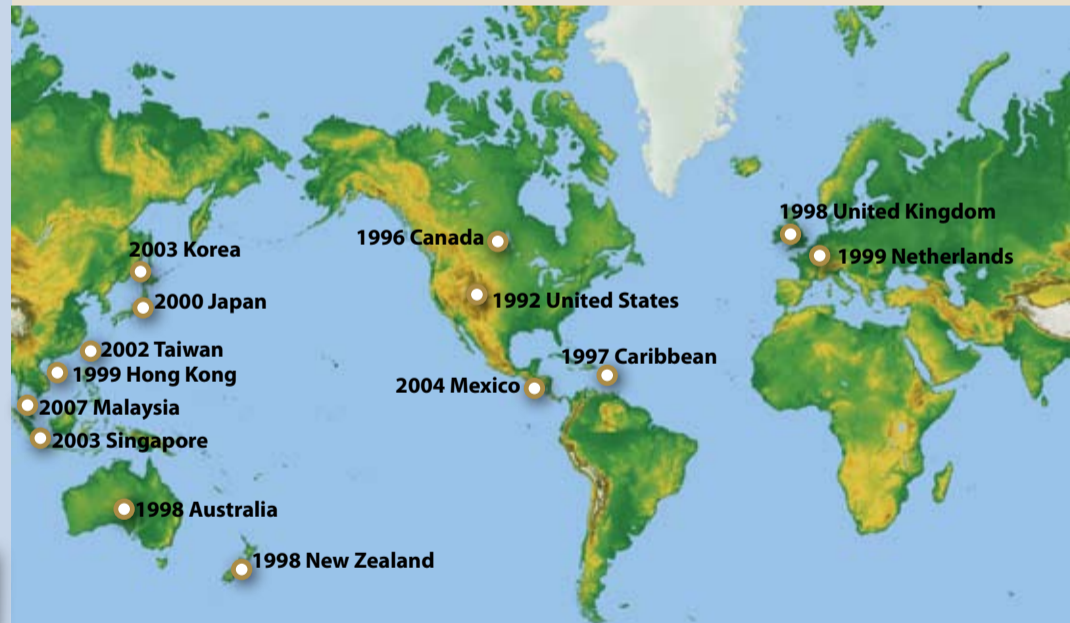 1998 United Kingdom
1996 Canada
2003 Korea
1999 Netherlands
2000 Japan
1992 United States
2002 Taiwan
1997 Caribbean
1999 Hong Kong
2004 Mexico
2007 Malaysia
2003 Singapore
1998 Australia
1998 New Zealand